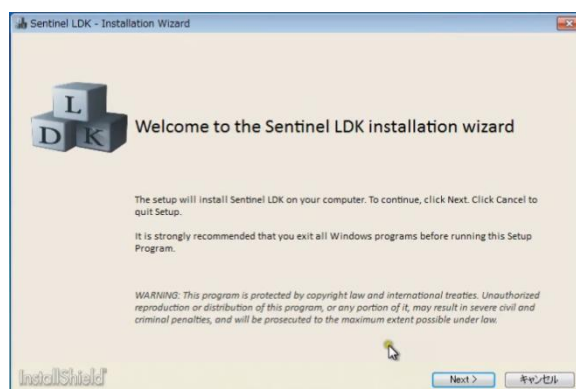 Sentinel LDK - Installation Wizard
L
D K
Welcome to the Sentinel LDK installation wizard
The setup will install Sentinel LDK on your computer. To continue, click Next. Click Cancel to
quit Setup.
It is strongly recommended that you exit all Windows programs before running this Setup
Program.
WARNING: This program is protected by copyright law and international treaties. Unauthorized
reproduction or distribution of this program, or any portion of it, may result in severe civil and
criminal penalties, and will be prosecuted to the maximum extent possible under law.
InstallShield
Next >
キャンセル